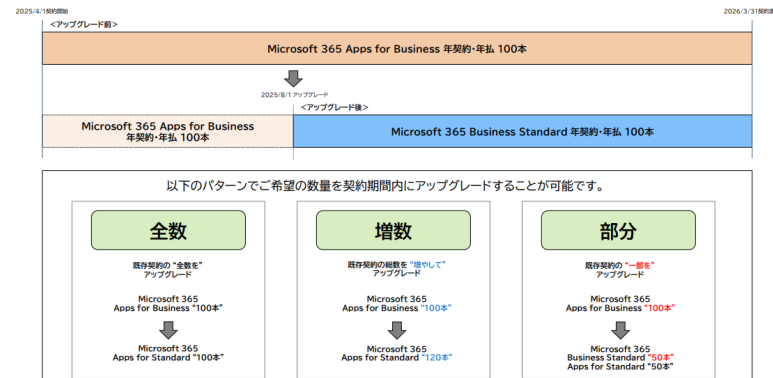 2025/4/1契約開始
2026/3/31契約満
<アップグレード前>
Microsoft 365 Apps for Business 年契約・年払 100本
2025/8/1 アップグレード
<アップグレード後>
Microsoft 365 Apps for Business
年契約・年払 100本
Microsoft 365 Business Standard 年契約・年払 100本
以下のパターンでご希望の数量を契約期間内にアップグレードすることが可能です。
全数
既存契約の “全数を”
アップグレード
Microsoft 365
Apps for Business “100本”
Microsoft 365
Apps for Standard “100本”
増数
既存契約の総数を “増やして”
アップグレード
Microsoft 365
Apps for Business “100本”
Microsoft 365
Apps for Standard “120本”
部分
既存契約の “一部を”
アップグレード
Microsoft 365
Apps for Business “100本”
Microsoft 365
Business Standard “50本”
Apps for Standard “50本”